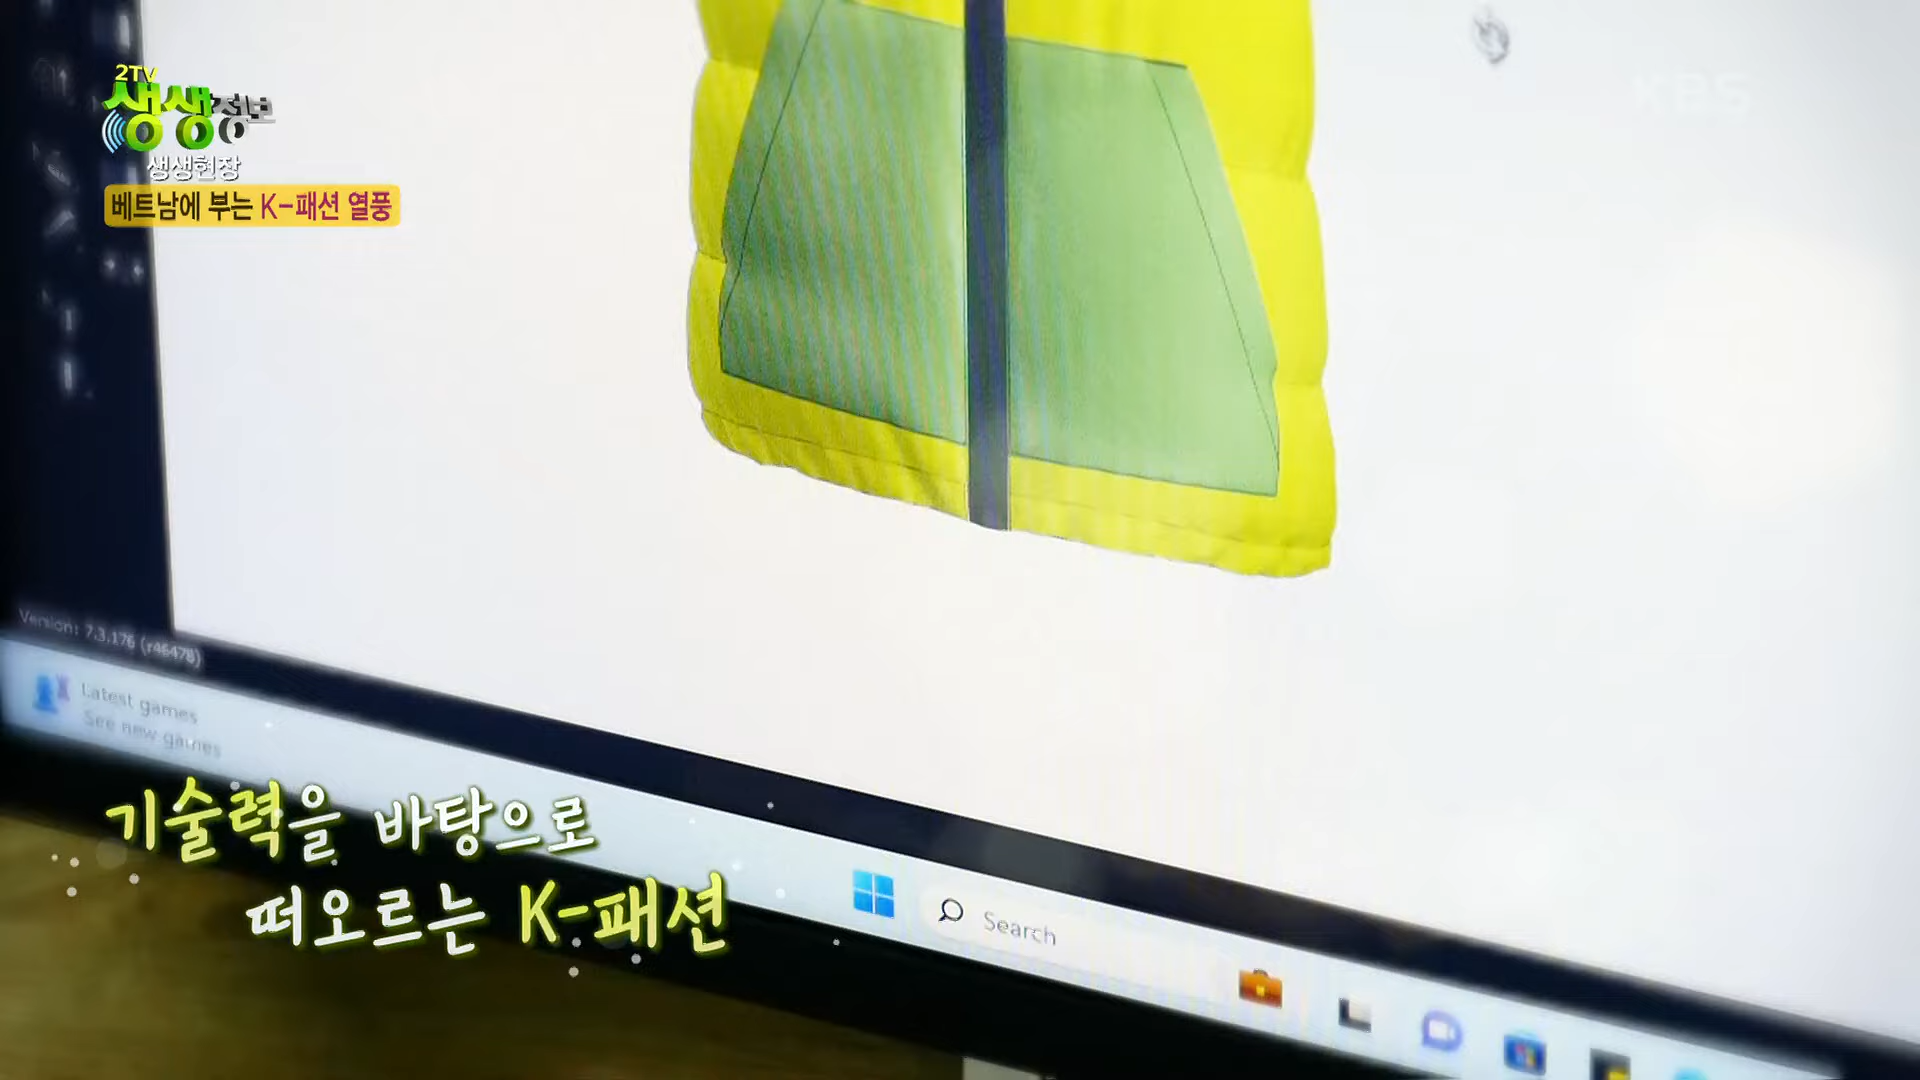 2TV
생생정보
생생현장
베트남에 부는 K-패션 열풍
KBS
Version: 7.3.176 (r46478)
Latest games
See new games
기술력을 바탕으로
떠오르는 K-패션
Search